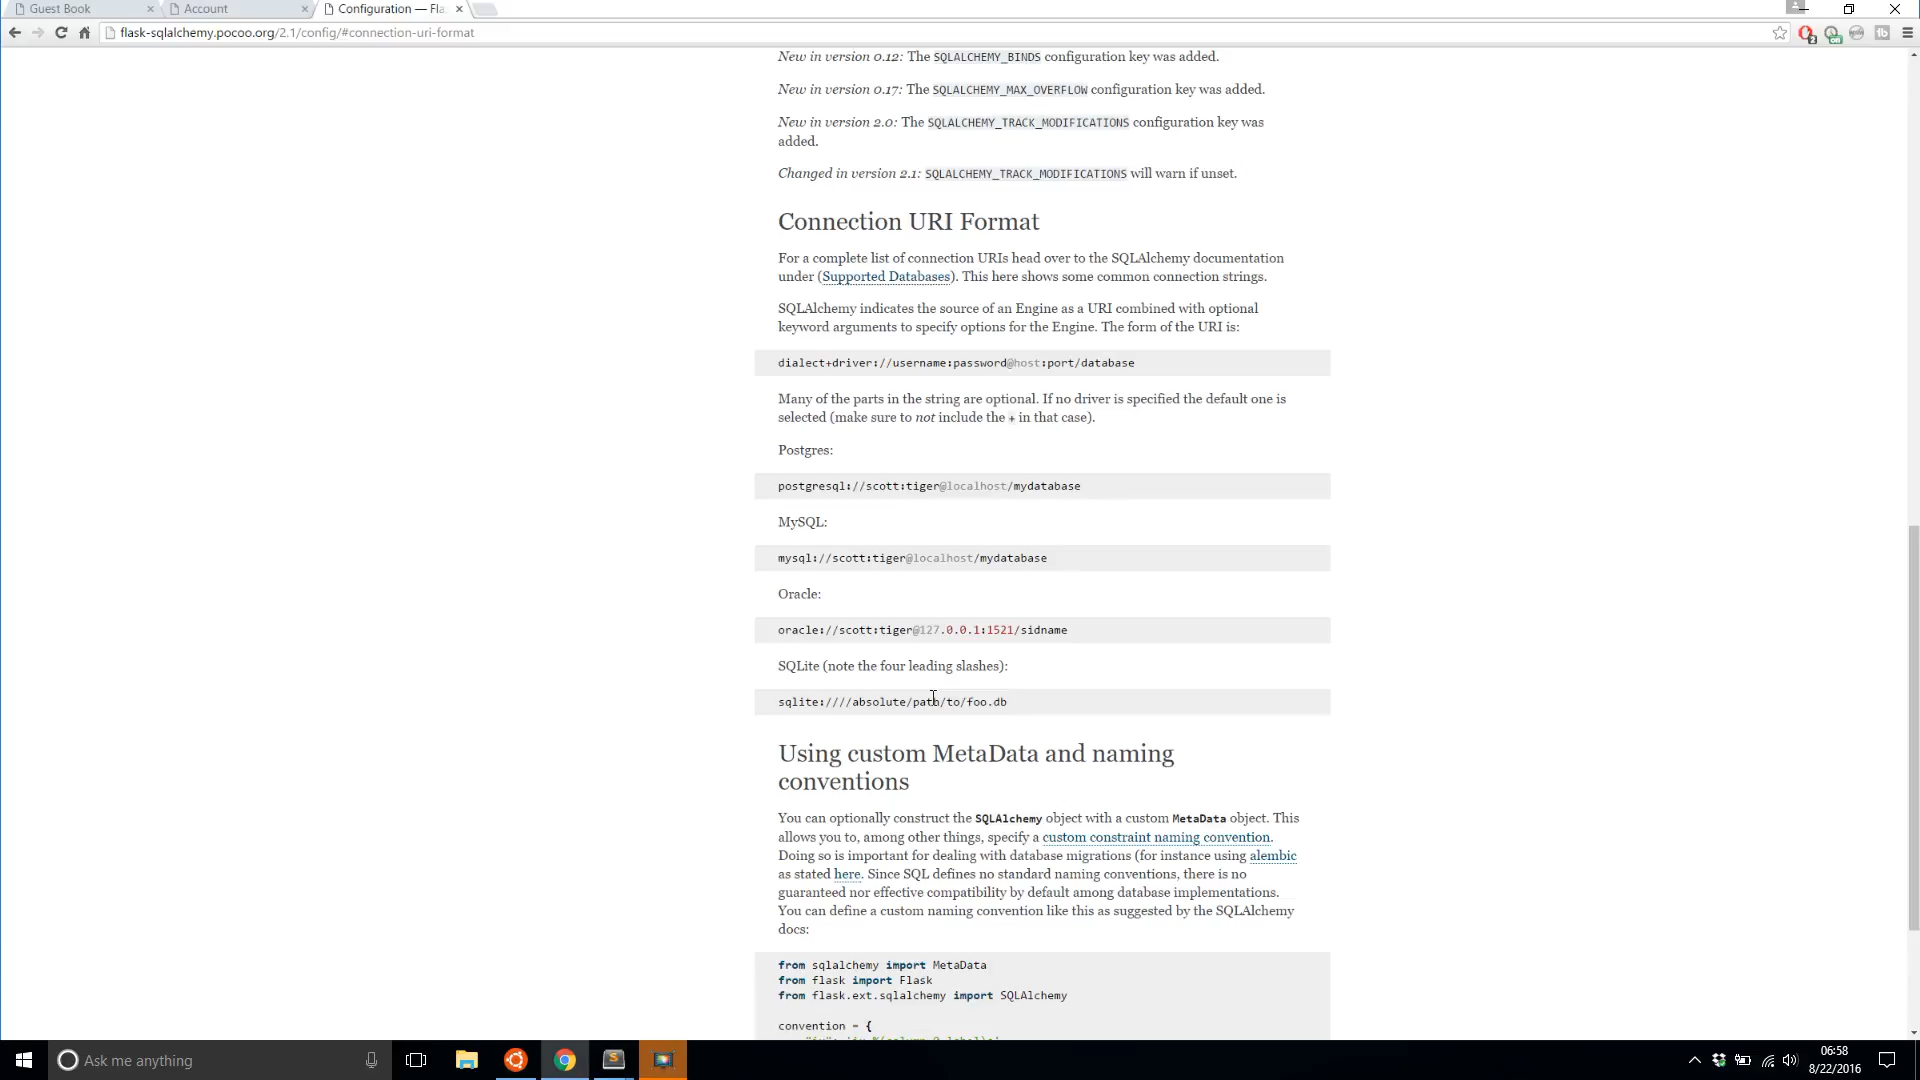 Guest Book
Account
Configuration — Fla
flask-sqlalchemy.pocoo.org/2.1/config/#connection-uri-format
New in version 0.12: The SQLALCHEMY_BINDS configuration key was added.
New in version 0.17: The SQLALCHEMY_MAX_OVERFLOW configuration key was added.
New in version 2.0: The SQLALCHEMY_TRACK_MODIFICATIONS configuration key was
added.
Changed in version 2.1: SQLALCHEMY_TRACK_MODIFICATIONS will warn if unset.
Connection URI Format
For a complete list of connection URIs head over to the SQLAlchemy documentation
under (Supported Databases). This here shows some common connection strings.
SQLAlchemy indicates the source of an Engine as a URI combined with optional
keyword arguments to specify options for the Engine. The form of the URI is:
dialect+driver://username:password@host:port/database
Many of the parts in the string are optional. If no driver is specified the default one is
selected (make sure to not include the + in that case).
Postgres:
postgresql://scott:tiger@localhost/mydatabase
MySQL:
mysql://scott:tiger@localhost/mydatabase
Oracle:
oracle://scott:tiger@127.0.0.1:1521/sidname
SQLite (note the four leading slashes):
sqlite:////absolute/path/to/foo.db
Using custom MetaData and naming
conventions
You can optionally construct the SQLAlchemy object with a custom MetaData object. This
allows you to, among other things, specify a custom constraint naming convention.
Doing so is important for dealing with database migrations (for instance using alembic
as stated here. Since SQL defines no standard naming conventions, there is no
guaranteed nor effective compatibility by default among database implementations.
You can define a custom naming convention like this as suggested by the SQLAlchemy
docs:
from sqlalchemy import MetaData
from flask import Flask
from flask.ext.sqlalchemy import SQLAlchemy
convention = {
Ask me anything
06:58
8/22/2016